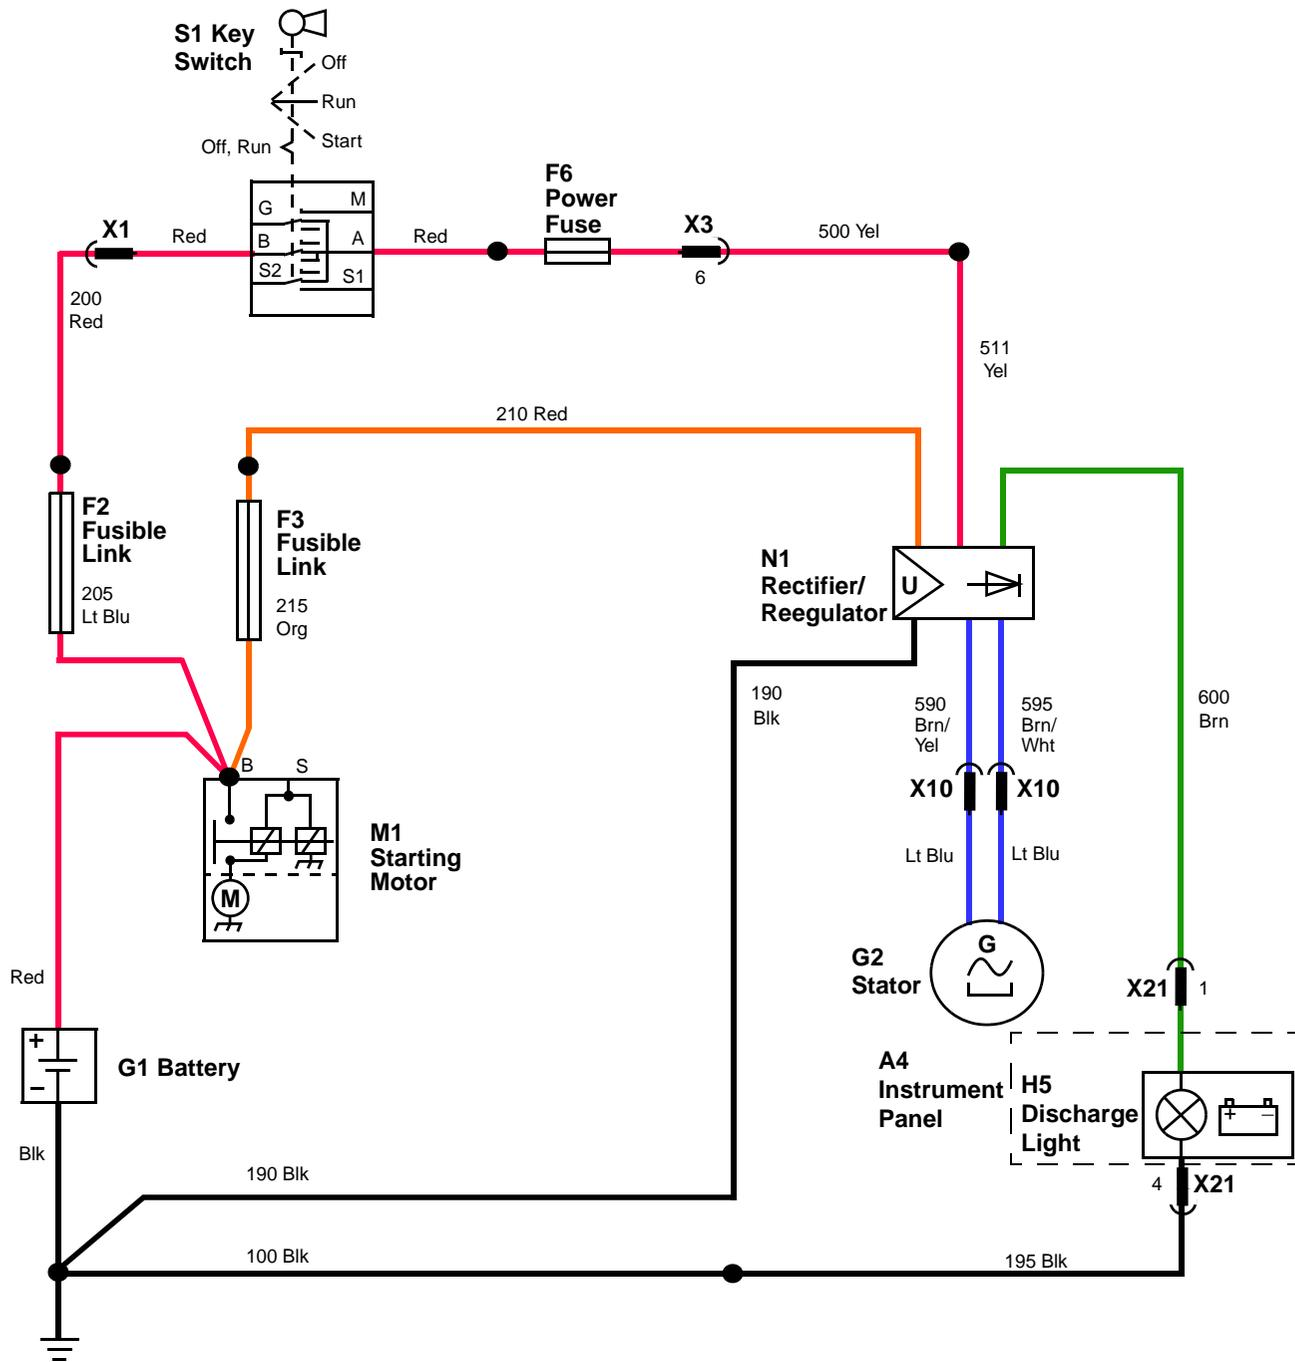 S1 Key
Switch
Off
Run
Start
Off, Run
G
M
B
A
S2
S1
X1
Red
Red
F6
Power
Fuse
X3
6
500 Yel
200
Red
511
Yel
210 Red
F2
Fusible
Link
205
Lt Blu
F3
Fusible
Link
215
Org
N1
Rectifier/
Reegulator
U
190
Blk
590
Brn/
Yel
595
Brn/
Wht
600
Brn
B
S
X10
X10
M1
Starting
Motor
M
Lt Blu
Lt Blu
G2
Stator
G
Red
X21
1
+
−
G1 Battery
A4
Instrument
Panel
H5
Discharge
Light
+
−
Blk
190 Blk
4
X21
100 Blk
195 Blk